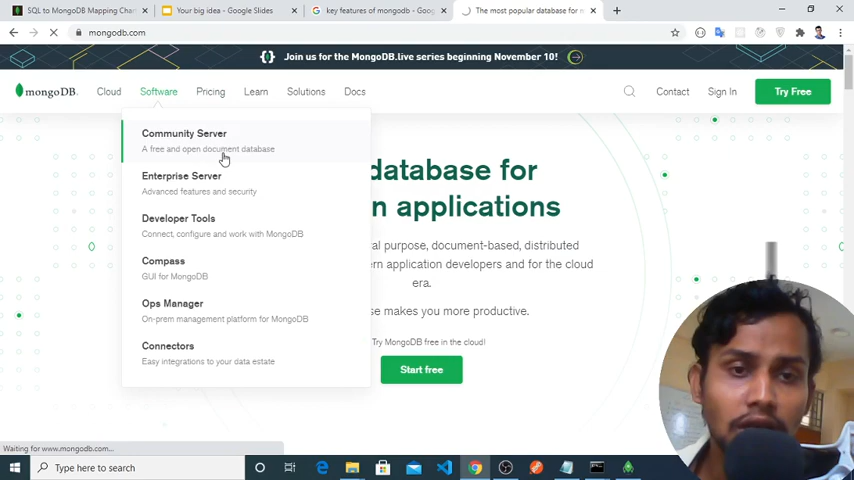 SQL to MongoDB Mapping Char
Your big idea - Google Slides
key features of mongodb - Goog
The most popular database for m
mongodb.com
Join us for the MongoDB.live series beginning November 10!
mongoDB.
Cloud
Software
Pricing
Learn
Solutions
Docs
Contact
Sign In
Try Free
Community Server
A free and open document database
Enterprise Server
Advanced features and security
Developer Tools
Connect, configure and work with MongoDB
Compass
GUI for MongoDB
Ops Manager
On-prem management platform for MongoDB
Connectors
Easy integrations to your data estate
database for
n applications
al purpose, document-based, distributed
ern application developers and for the cloud
era.
se makes you more productive.
Try MongoDB free in the cloud!
Start free
Waiting for www.mongodb.com...
Type here to search